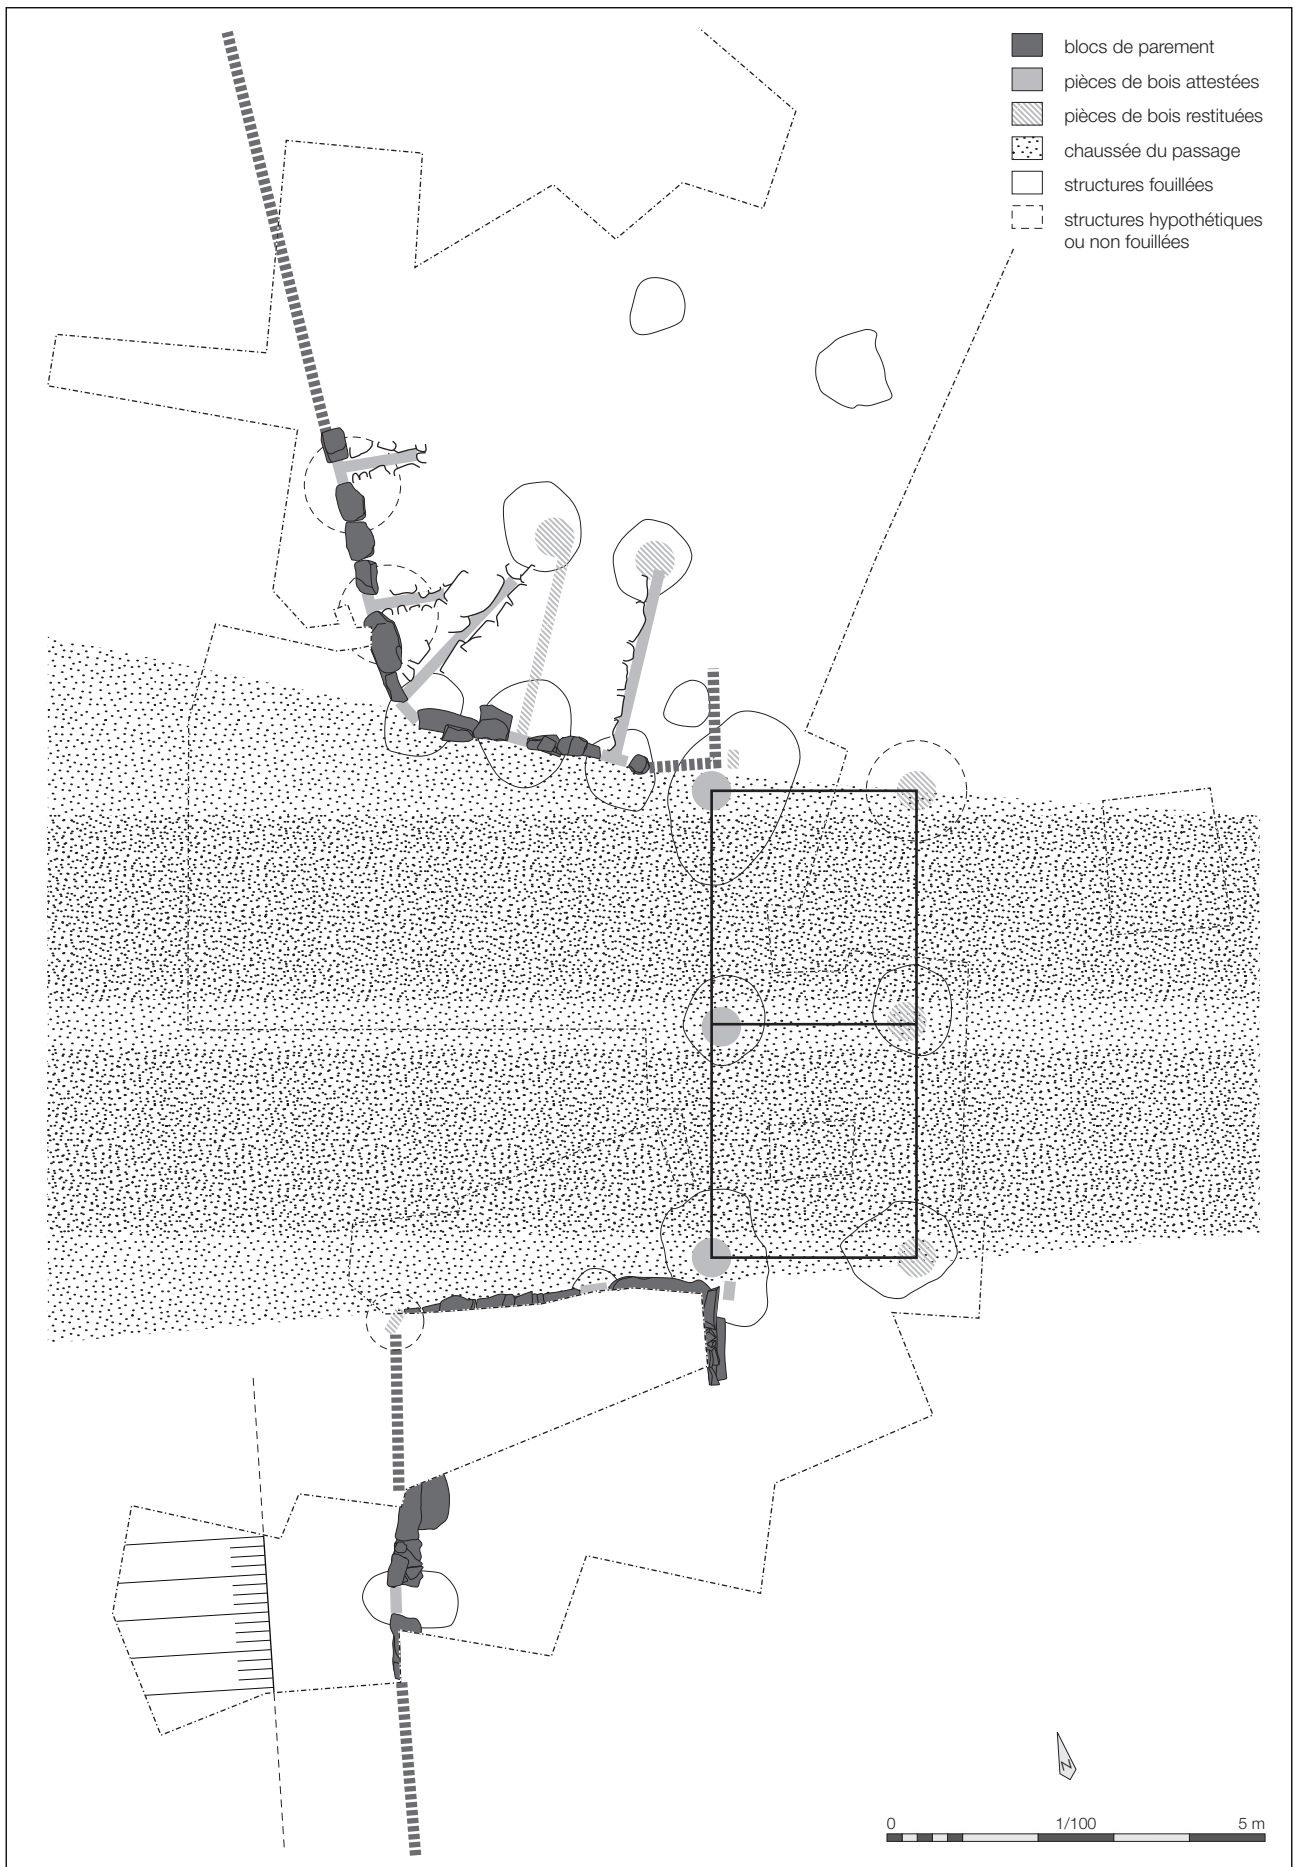 blocs de parement
pièces de bois attestées
pièces de bois restituées
chaussée du passage
structures fouillées
structures hypothétiques
ou non fouillées
N
0 1/100 5 m